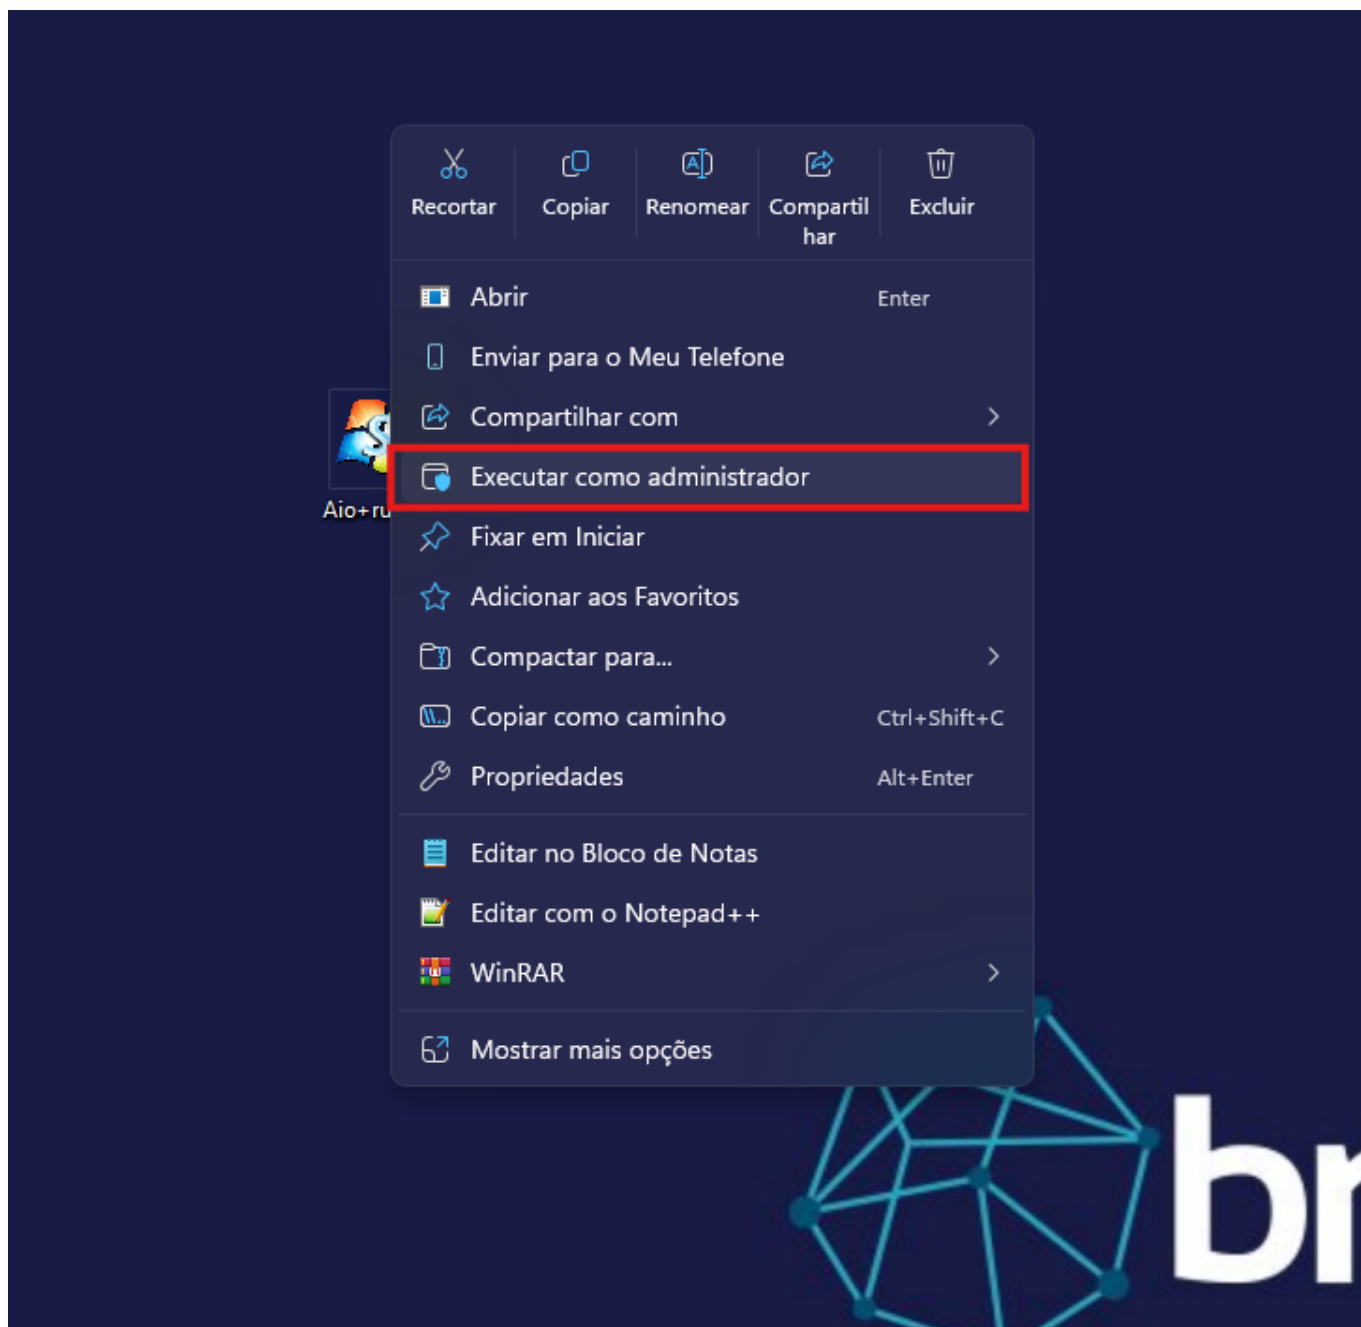 Recortar
Copiar
Renomear
Compartil
har
Excluir
Abrir Enter
Enviar para o Meu Telefone
Compartilhar com
Executar como administrador
Aio+ru
Fixar em Iniciar
Adicionar aos Favoritos
Compactar para...
Copiar como caminho Ctrl+Shift+C
Propriedades Alt+Enter
Editar no Bloco de Notas
Editar com o Notepad++
WinRAR
Mostrar mais opções
br